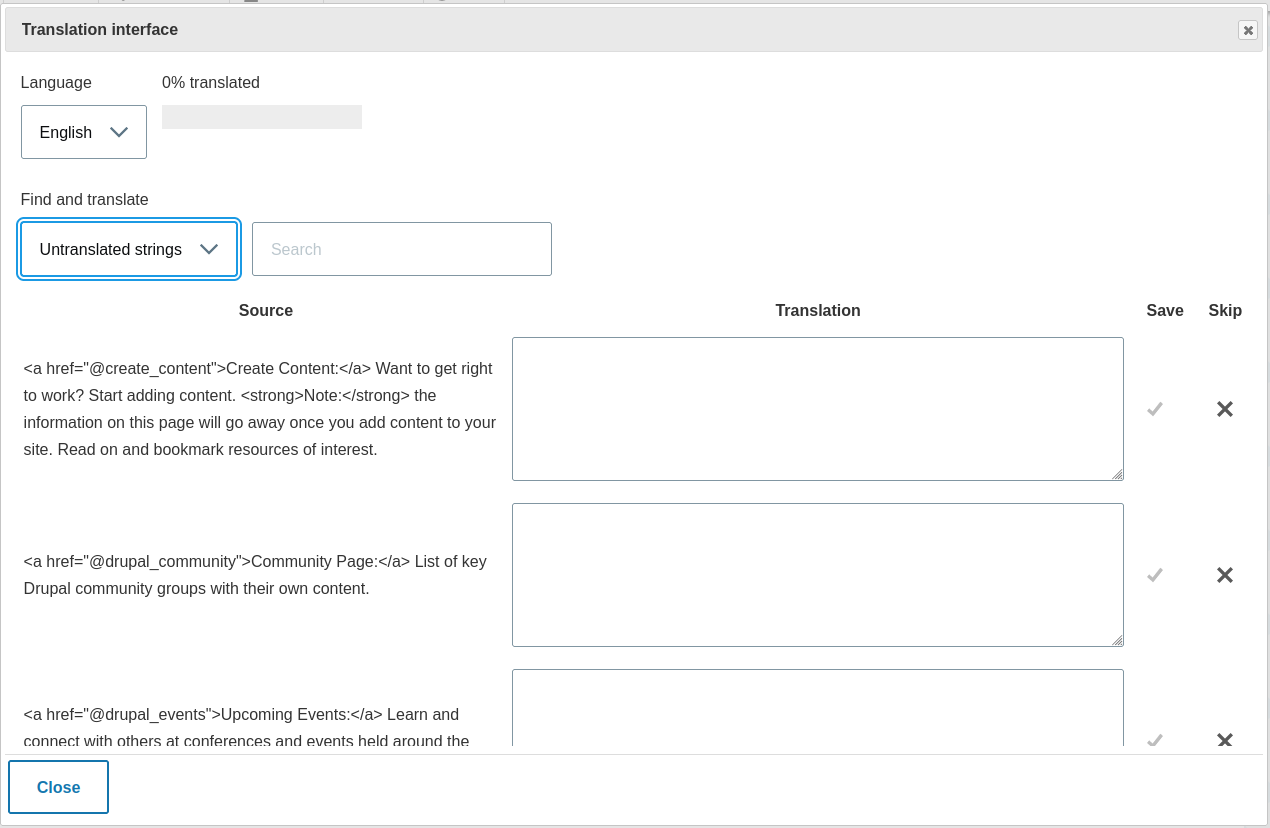 Translation interface
Language
0% translated
English
Find and translate
Untranslated strings
Search
Source
Translation
Save
Skip
<a href="@create_content">Create Content:</a> Want to get right
to work? Start adding content. <strong>Note:</strong> the
information on this page will go away once you add content to your
site. Read on and bookmark resources of interest.
<a href="@drupal_community">Community Page:</a> List of key
Drupal community groups with their own content.
<a href="@drupal_events">Upcoming Events:</a> Learn and
connect with others at conferences and events held around the
Close